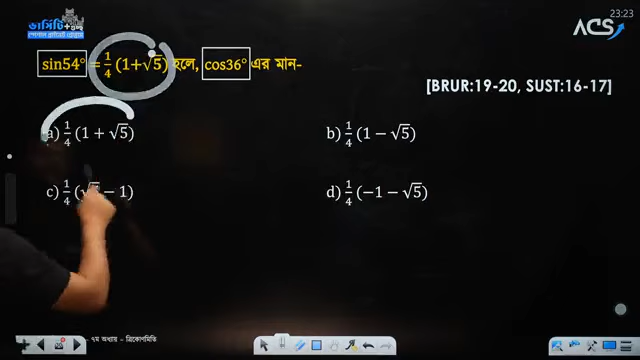 23:23
ভার্সিটি
স্পেশাল প্রাইভেট প্রোগ্রাম
ACS
sin54° = 1/4 (1+√5) হলে, cos36° এর মান-
[BRUR:19-20, SUST:16-17]
a) 1/4 (1 + √5)
b) 1/4 (1 − √5)
c) 1/4 (√5 − 1)
d) 1/4 (−1 − √5)
৭ম অধ্যায় - ত্রিকোণমিতি